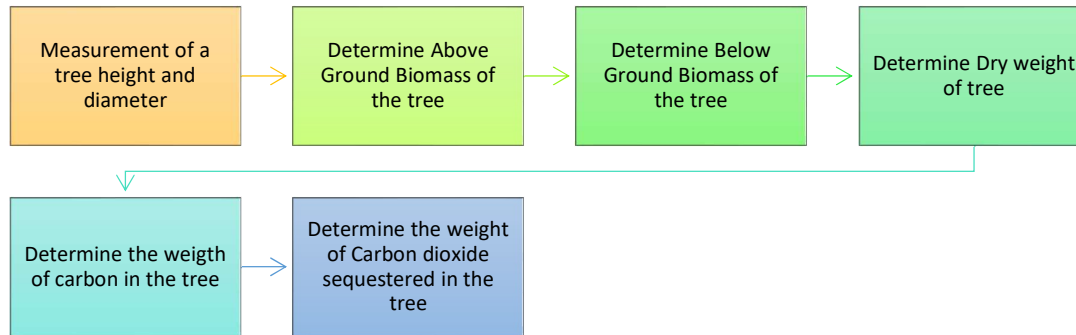 Measurement of a
tree height and
diameter
Determine Above
Ground Biomass of
the tree
Determine Below
Ground Biomass of
the tree
Determine Dry weight
of tree
Determine the weigth
of carbon in the tree
Determine the weight
of Carbon dioxide
sequestered in the
tree